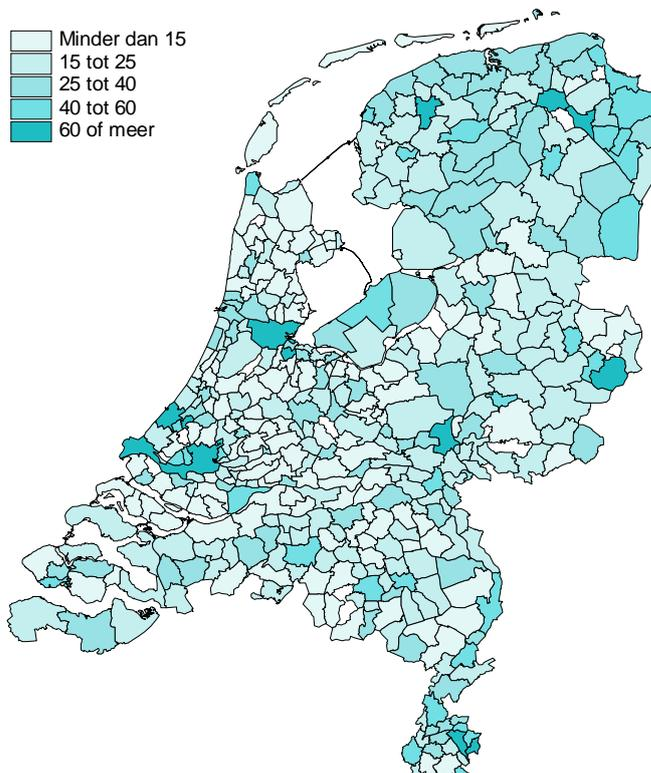 Minder dan 15
15 tot 25
25 tot 40
40 tot 60
60 of meer